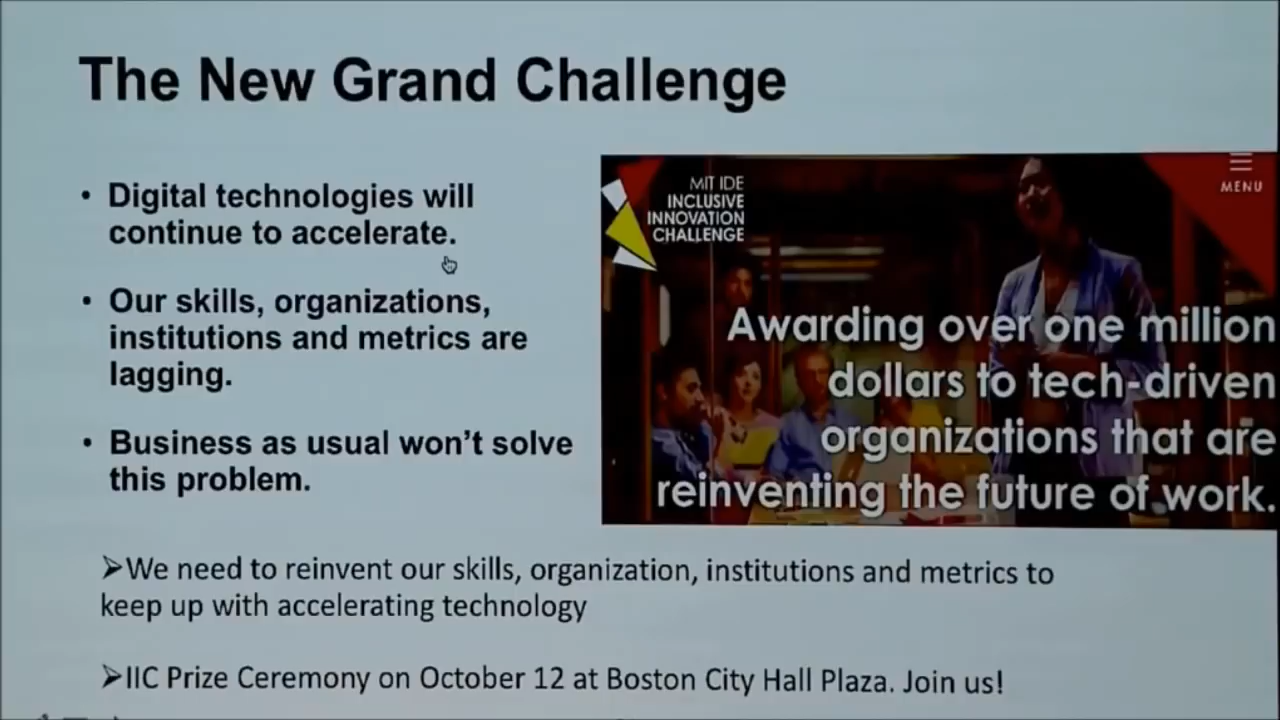 The New Grand Challenge
• Digital technologies will
continue to accelerate.
• Our skills, organizations,
institutions and metrics are
lagging.
• Business as usual won't solve
this problem.
MIT IDE
INCLUSIVE
INNOVATION
CHALLENGE
MENU
Awarding over one million
dollars to tech-driven
organizations that are
reinventing the future of work.
➢We need to reinvent our skills, organization, institutions and metrics to
keep up with accelerating technology
➢IIC Prize Ceremony on October 12 at Boston City Hall Plaza. Join us!